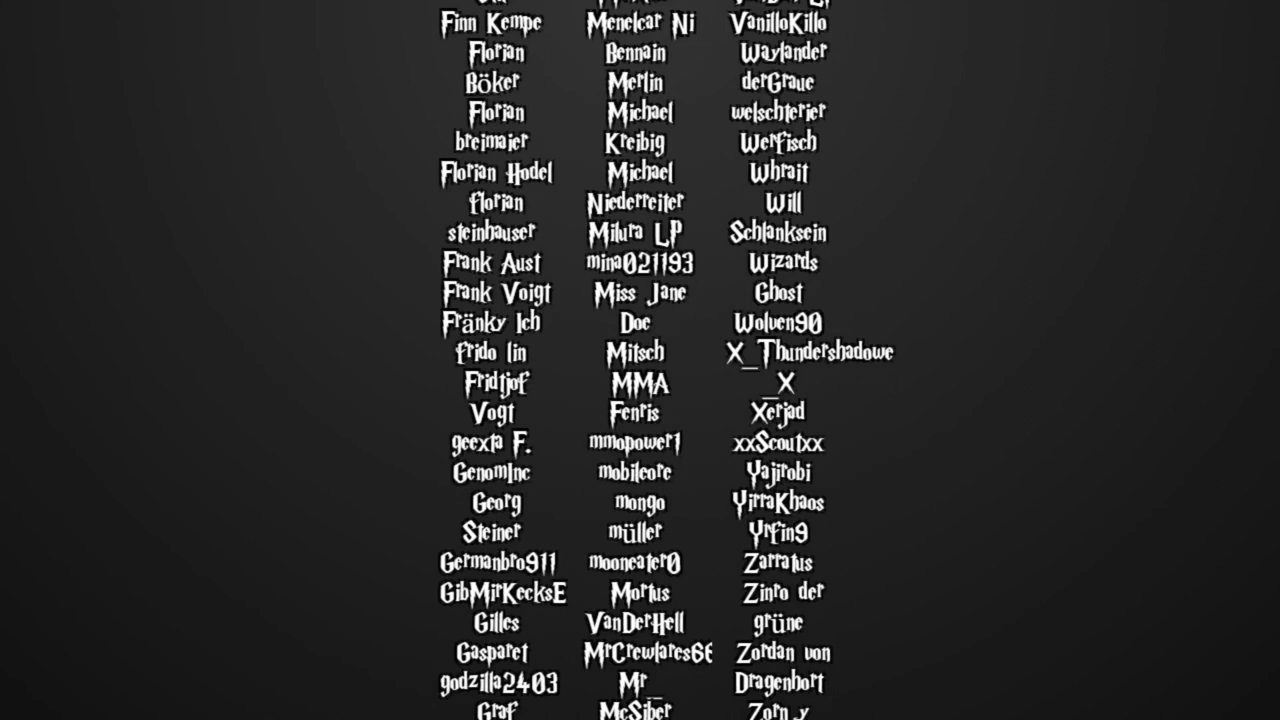 Finn Kempe
Florian
Böker
Florian
breimaier
Florian Hodel
florian
steinhauser
Frank Aust
Frank Voigt
Fränky Ich
frido lin
Fridtjof
Vogt
geexta F.
GenomInc
Georg
Steiner
Germanbro911
GibMirKecksE
Gilles
Gasparet
godzilla2403
Graf
Menelcar Ni
Bennain
Merlin
Michael
Kreibig
Michael
Niederreiter
Milura LP
mina021193
Miss Jane
Doe
Mitsch
MMA
Fenris
mmopower1
mobilcore
mongo
müller
mooneater0
Mortus
VanDerHell
MrCrewlares66
Mr__
McSiber
VanilloKillo
Waylander
derGraue
welschterier
Werfisch
Whrait
Will
Schlanksein
Wizards
Ghost
Wolven90
X_Thundershadowe
_X
Xerjad
xxScoutxx
Yajirobi
YirraKhaos
Yrfin9
Zarratus
Zinro der
grüne
Zordan von
Dragenhort
Zorn_y